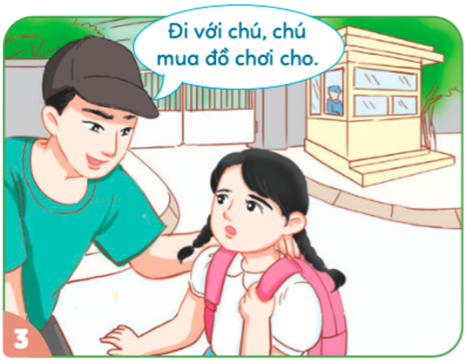 Đi với chú, chú
mua đồ chơi cho.
3